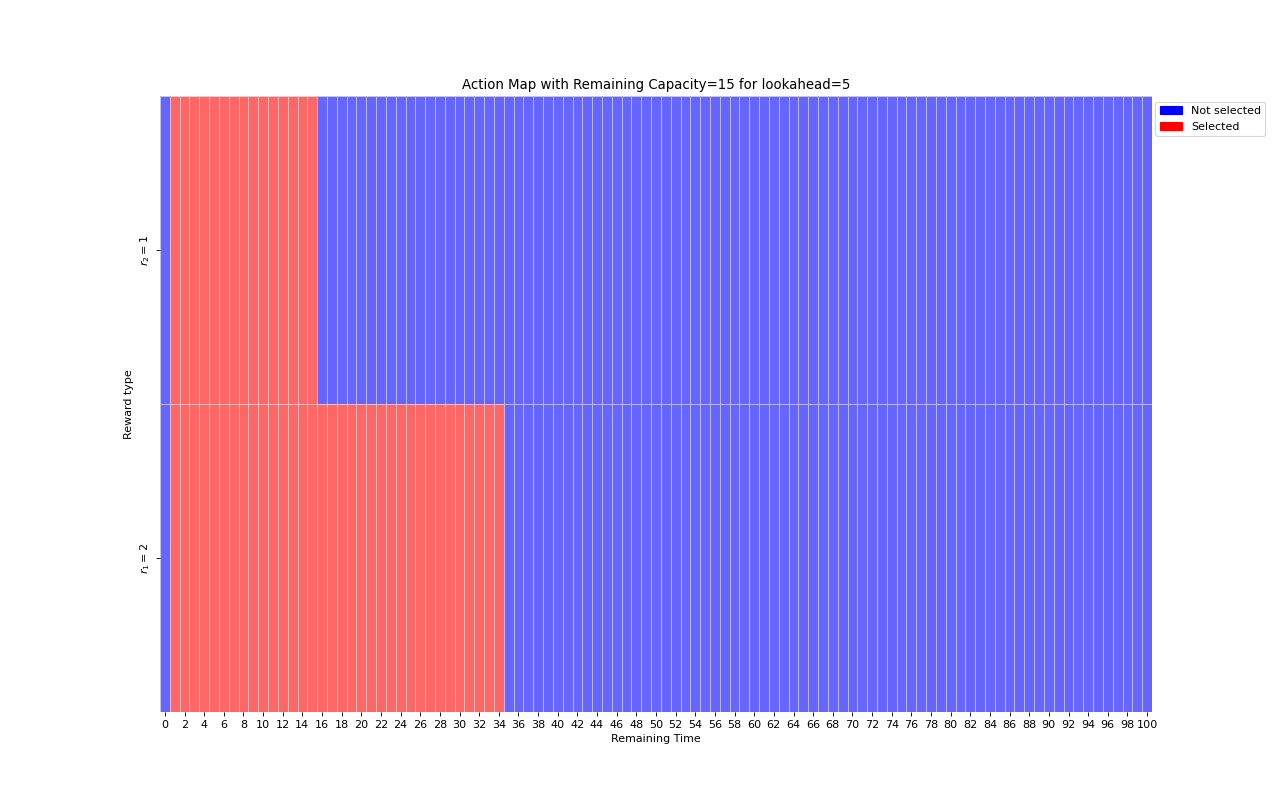 Action Map with Remaining Capacity=15 for lookahead=5
Not selected
Selected
r₂ = 1
Reward type
r₁ = 2
0 2 4 6 8 10 12 14 16 18 20 22 24 26 28 30 32 34 36 38 40 42 44 46 48 50 52 54 56 58 60 62 64 66 68 70 72 74 76 78 80 82 84 86 88 90 92 94 96 98 100
Remaining Time